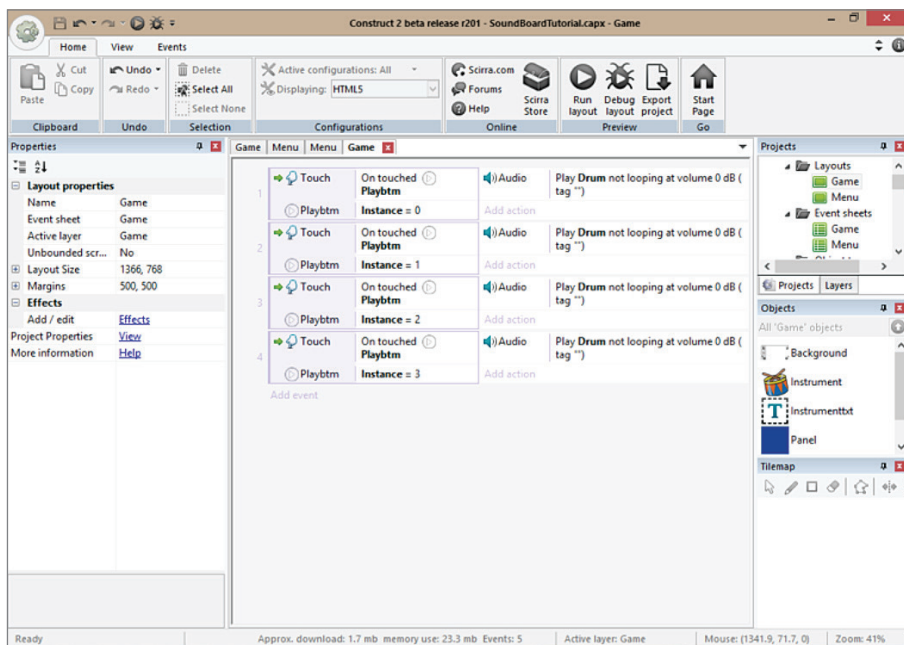 Construct 2 beta release r201 - SoundBoardTutorial.capx - Game
Home View Events
Paste
Cut
Copy
Clipboard
Undo
Redo
Undo
Delete
Select All
Select None
Selection
Active configurations: All
Displaying: HTML5
Configurations
Scirra.com
Forums
Help
Scirra
Store
Online
Run
layout
Debug
layout
Export
project
Preview
Start
Page
Go
Properties
Layout properties
Name Game
Event sheet Game
Active layer Game
Unbounded scr... No
Layout Size 1366, 768
Margins 500, 500
Effects
Add / edit Effects
Project Properties View
More information Help
Game Menu Menu Game
1 Touch On touched Audio Play Drum not looping at volume 0 dB (
Playbtm tag "")
Playbtm Instance = 0 Add action
2 Touch On touched Audio Play Drum not looping at volume 0 dB (
Playbtm tag "")
Playbtm Instance = 1 Add action
3 Touch On touched Audio Play Drum not looping at volume 0 dB (
Playbtm tag "")
Playbtm Instance = 2 Add action
4 Touch On touched Audio Play Drum not looping at volume 0 dB (
Playbtm tag "")
Playbtm Instance = 3 Add action
Add event
Projects
Layouts
Game
Menu
Event sheets
Game
Menu
Projects Layers
Objects
All 'Game' objects
Background
Instrument
T Instrumenttxt
Panel
Tilemap
Ready Approx. download: 1.7 mb memory use: 23.3 mb Events: 5 Active layer: Game Mouse: (1341.9, 71.7, 0) Zoom: 41%